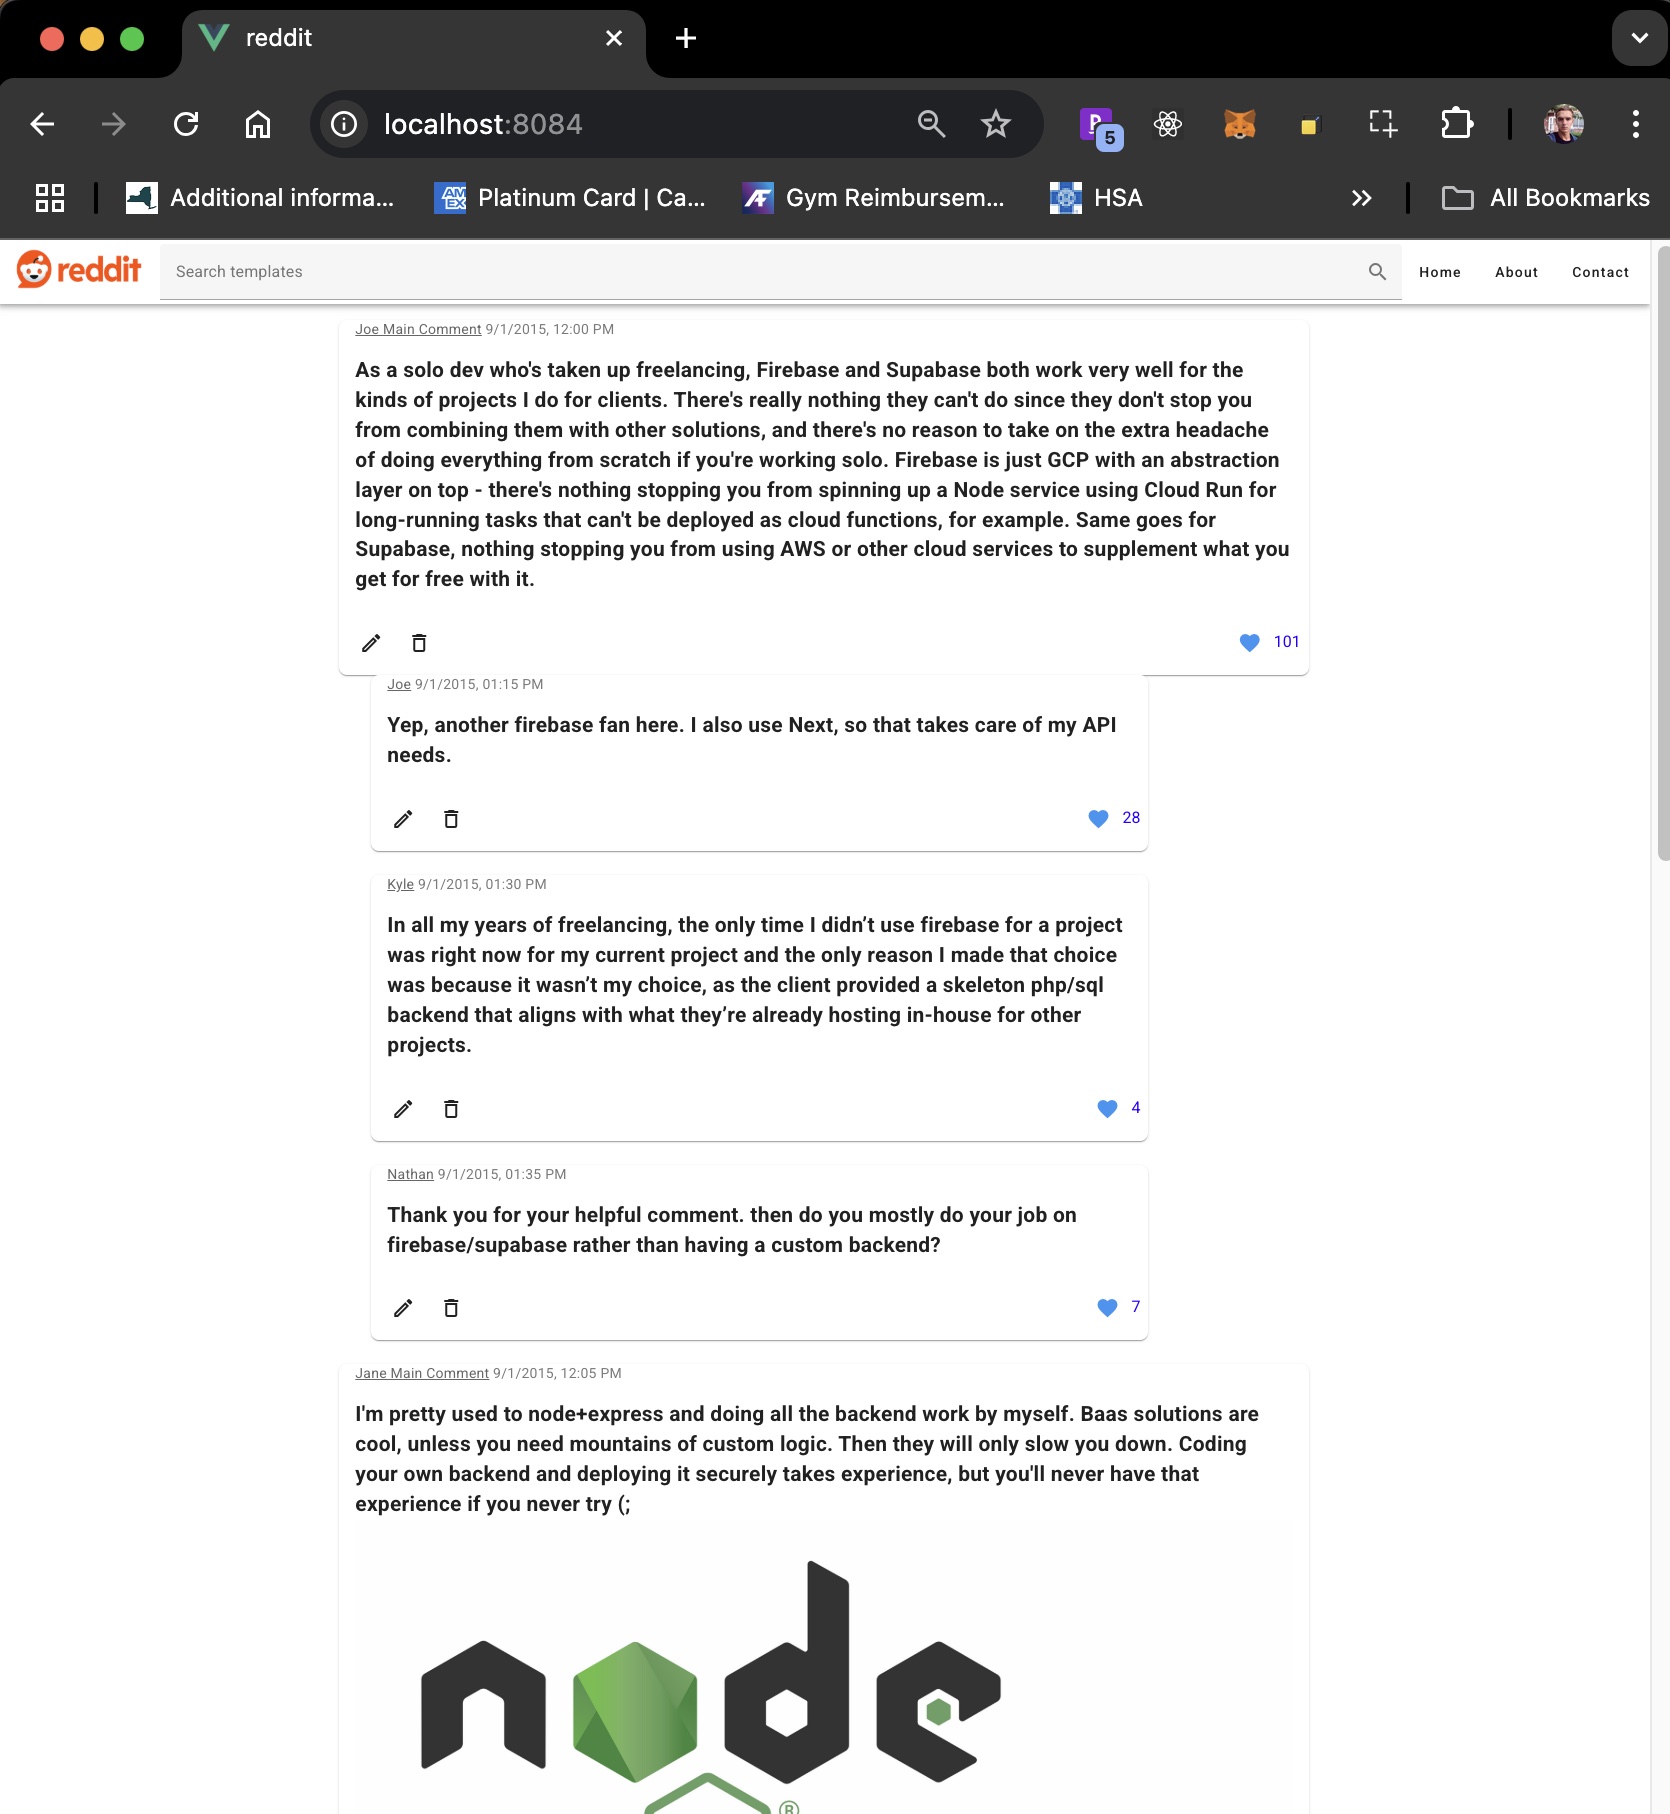 reddit
localhost:8084
5
Additional informa...
AM EX
Platinum Card | Ca...
Gym Reimbursem...
HSA
All Bookmarks
reddit
Search templates
Home
About
Contact
Joe Main Comment 9/1/2015, 12:00 PM
As a solo dev who's taken up freelancing, Firebase and Supabase both work very well for the
kinds of projects I do for clients. There's really nothing they can't do since they don't stop you
from combining them with other solutions, and there's no reason to take on the extra headache
of doing everything from scratch if you're working solo. Firebase is just GCP with an abstraction
layer on top - there's nothing stopping you from spinning up a Node service using Cloud Run for
long-running tasks that can't be deployed as cloud functions, for example. Same goes for
Supabase, nothing stopping you from using AWS or other cloud services to supplement what you
get for free with it.
101
Joe 9/1/2015, 01:15 PM
Yep, another firebase fan here. I also use Next, so that takes care of my API
needs.
28
Kyle 9/1/2015, 01:30 PM
In all my years of freelancing, the only time I didn’t use firebase for a project
was right now for my current project and the only reason I made that choice
was because it wasn’t my choice, as the client provided a skeleton php/sql
backend that aligns with what they’re already hosting in-house for other
projects.
4
Nathan 9/1/2015, 01:35 PM
Thank you for your helpful comment. then do you mostly do your job on
firebase/supabase rather than having a custom backend?
7
Jane Main Comment 9/1/2015, 12:05 PM
I'm pretty used to node+express and doing all the backend work by myself. Baas solutions are
cool, unless you need mountains of custom logic. Then they will only slow you down. Coding
your own backend and deploying it securely takes experience, but you'll never have that
experience if you never try (;
node
®